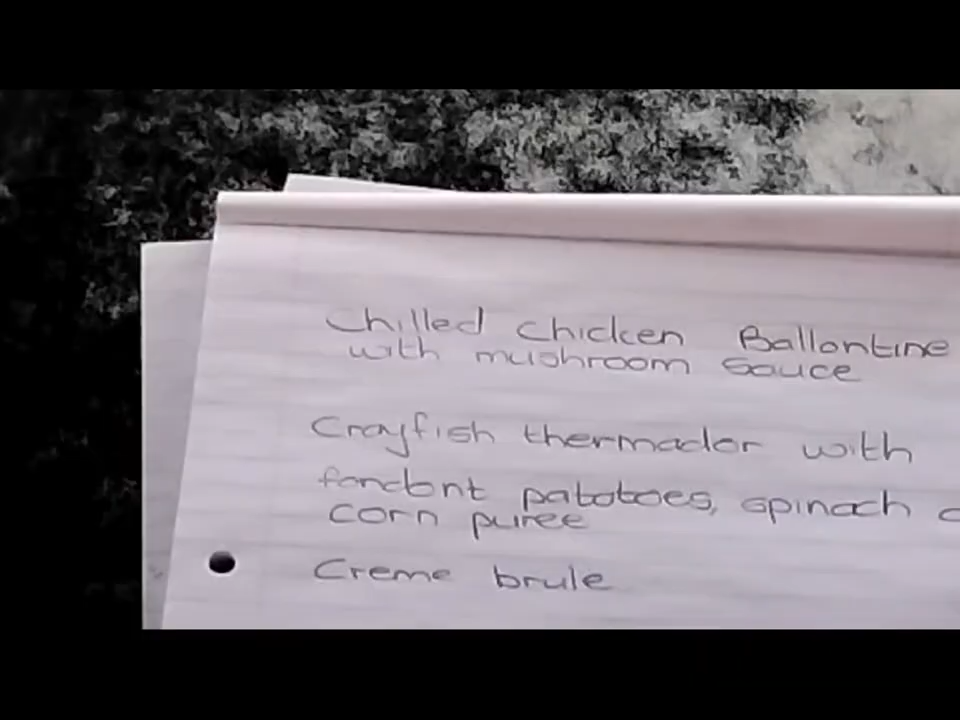 Chilled Chicken Ballontine
with mushroom Sauce
Crayfish thermador with
fondont patatoes, spinach
corn puree
Creme brule